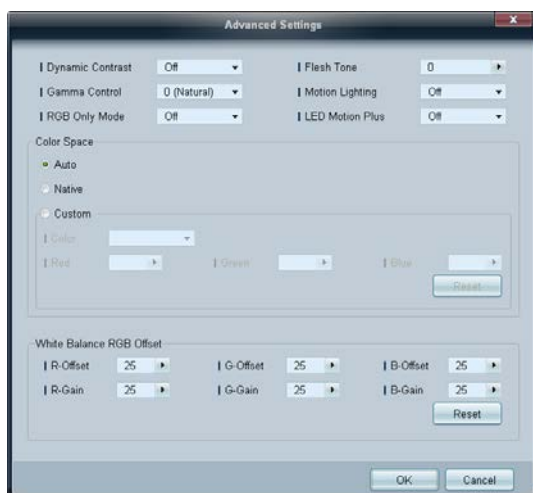 Advanced Settings
x
Dynamic Contrast Off Flesh Tone 0
Gamma Control 0 (Natural) Motion Lighting Off
RGB Only Mode Off LED Motion Plus Off
Color Space
Auto
Native
Custom
Color
Red Green Blue
Reset
White Balance RGB Offset
R-Offset 25 G-Offset 25 B-Offset 25
R-Gain 25 G-Gain 25 B-Gain 25
Reset
OK Cancel